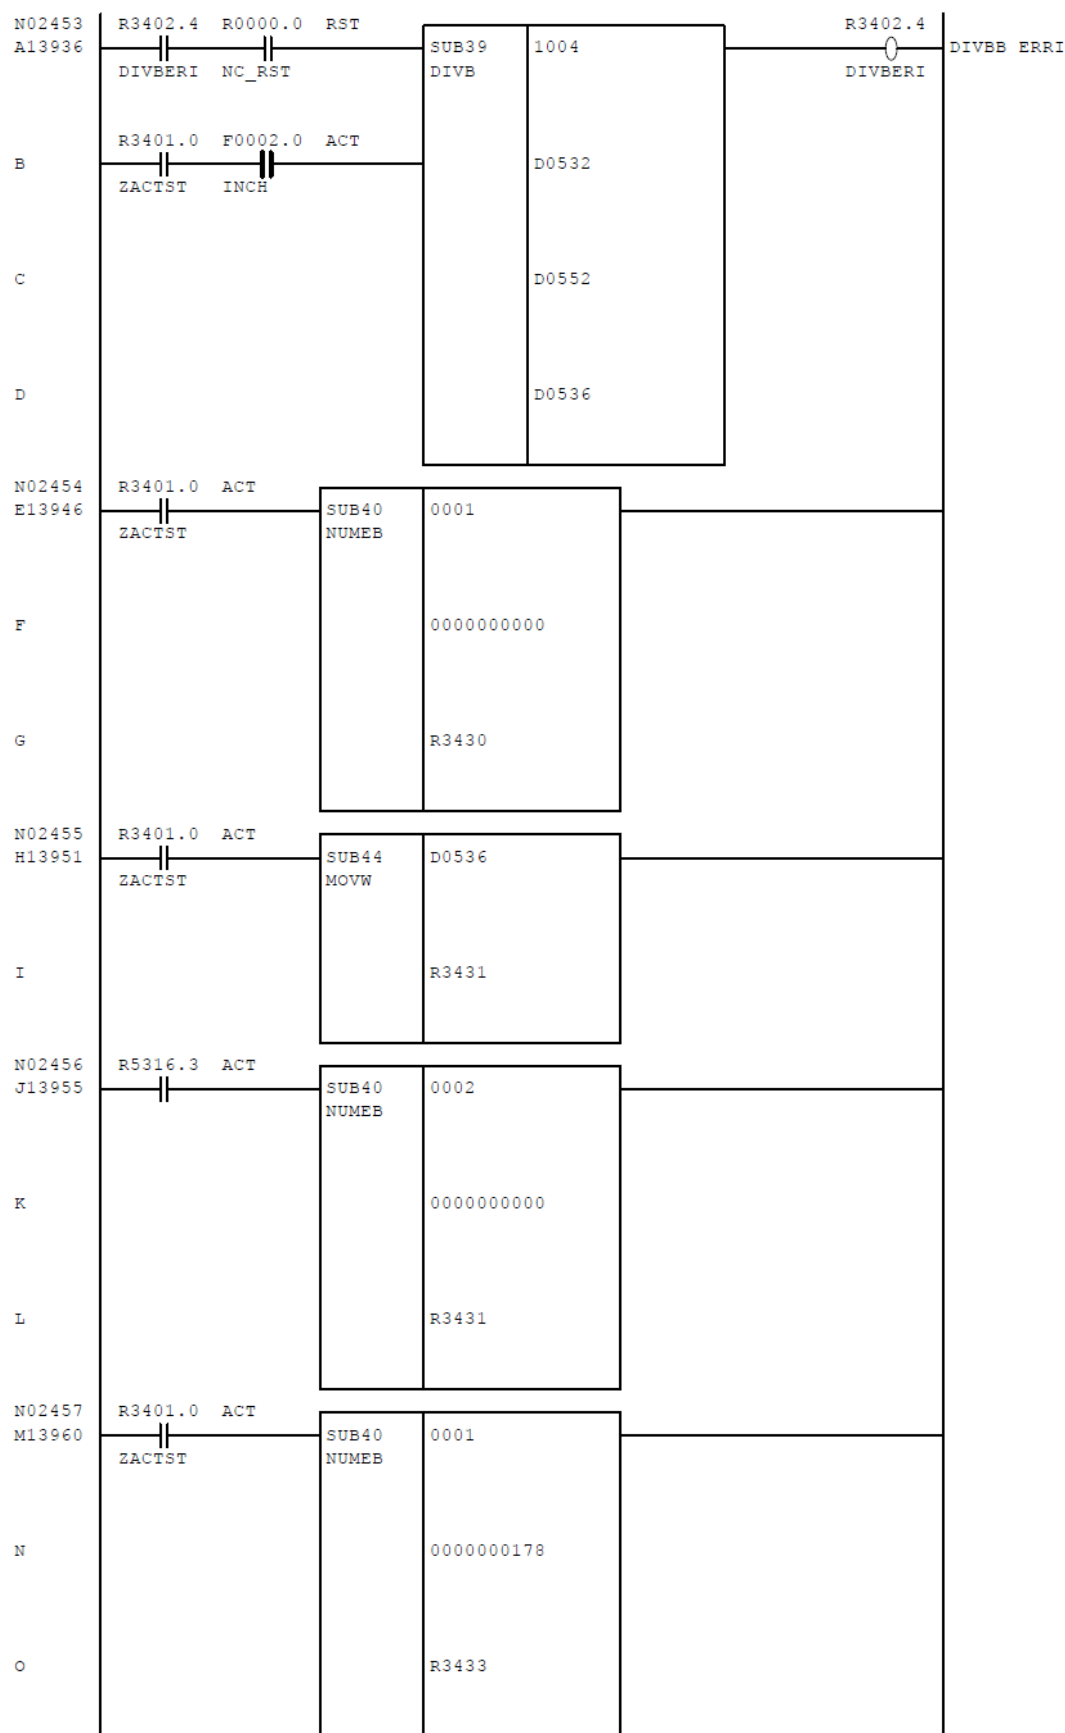 N02453 R3402.4 R0000.0 RST R3402.4
A13936 SUB39 1004 DIVBB ERRI
DIVBERI NC_RST DIVB DIVBERI
R3401.0 F0002.0 ACT
B D0532
ZACTST INCH
C D0552
D D0536
N02454 R3401.0 ACT
E13946 SUB40 0001
ZACTST NUMEB
F 0000000000
G R3430
N02455 R3401.0 ACT
H13951 SUB44 D0536
ZACTST MOVW
I R3431
N02456 R5316.3 ACT
J13955 SUB40 0002
NUMEB
K 0000000000
L R3431
N02457 R3401.0 ACT
M13960 SUB40 0001
ZACTST NUMEB
N 0000000178
O R3433